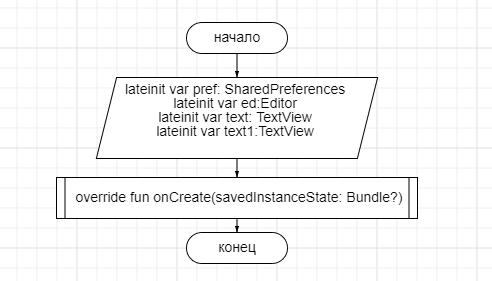 начало
lateinit var pref: SharedPreferences
lateinit var ed:Editor
lateinit var text: TextView
lateinit var text1:TextView
override fun onCreate(savedInstanceState: Bundle?)
конец